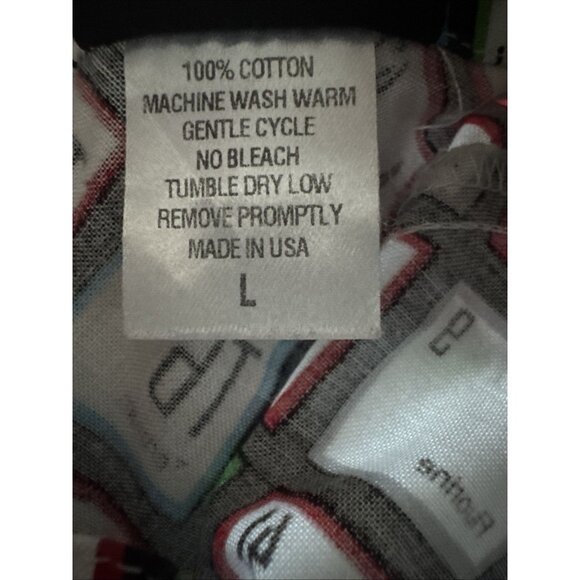 100% COTTON
MACHINE WASH WARM
GENTLE CYCLE
NO BLEACH
TUMBLE DRY LOW
REMOVE PROMPTLY
MADE IN USA
L